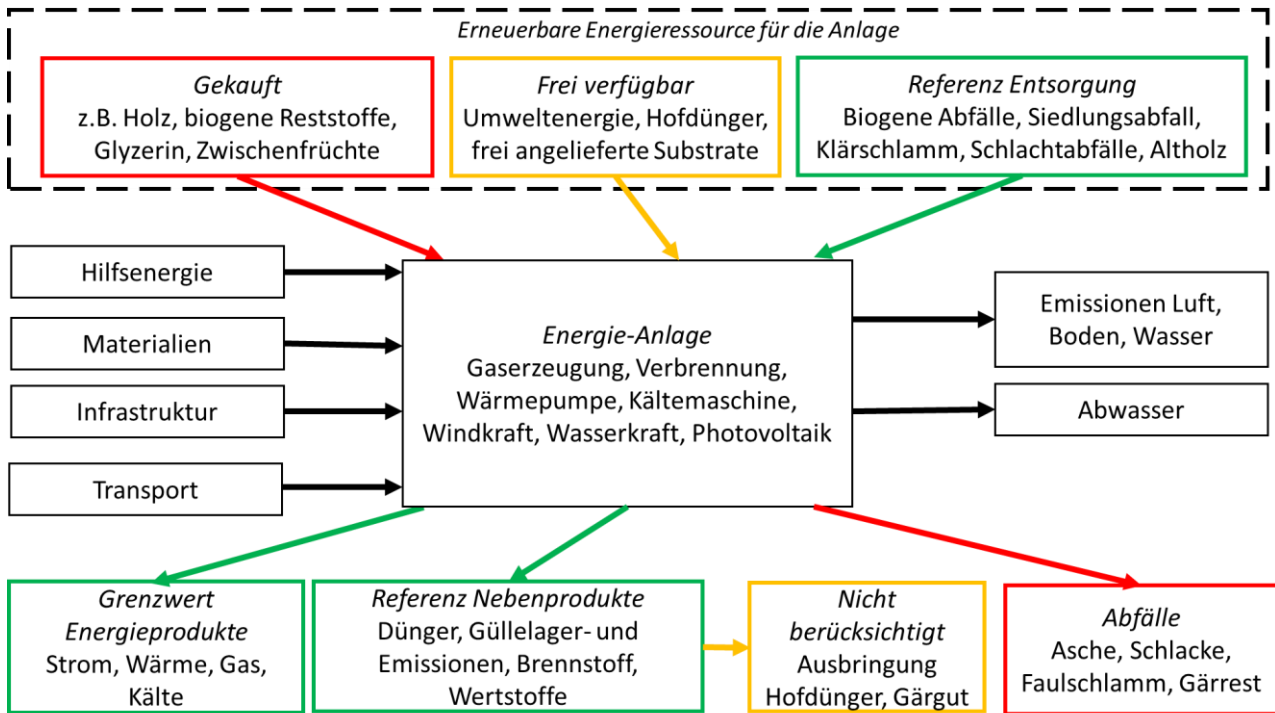 Erneuerbare Energieressource für die Anlage
Gekauft
z.B. Holz, biogene Reststoffe,
Glyzerin, Zwischenfrüchte
Frei verfügbar
Umweltenergie, Hofdünger,
frei angelieferte Substrate
Referenz Entsorgung
Biogene Abfälle, Siedlungsabfall,
Klärschlamm, Schlachtabfälle, Altholz
Hilfsenergie
Materialien
Infrastruktur
Transport
Energie-Anlage
Gaserzeugung, Verbrennung,
Wärmepumpe, Kältemaschine,
Windkraft, Wasserkraft, Photovoltaik
Emissionen Luft,
Boden, Wasser
Abwasser
Grenzwert
Energieprodukte
Strom, Wärme, Gas,
Kälte
Referenz Nebenprodukte
Dünger, Güllelager- und
Emissionen, Brennstoff,
Wertstoffe
Nicht
berücksichtigt
Ausbringung
Hofdünger, Gärgut
Abfälle
Asche, Schlacke,
Faulschlamm, Gärrest